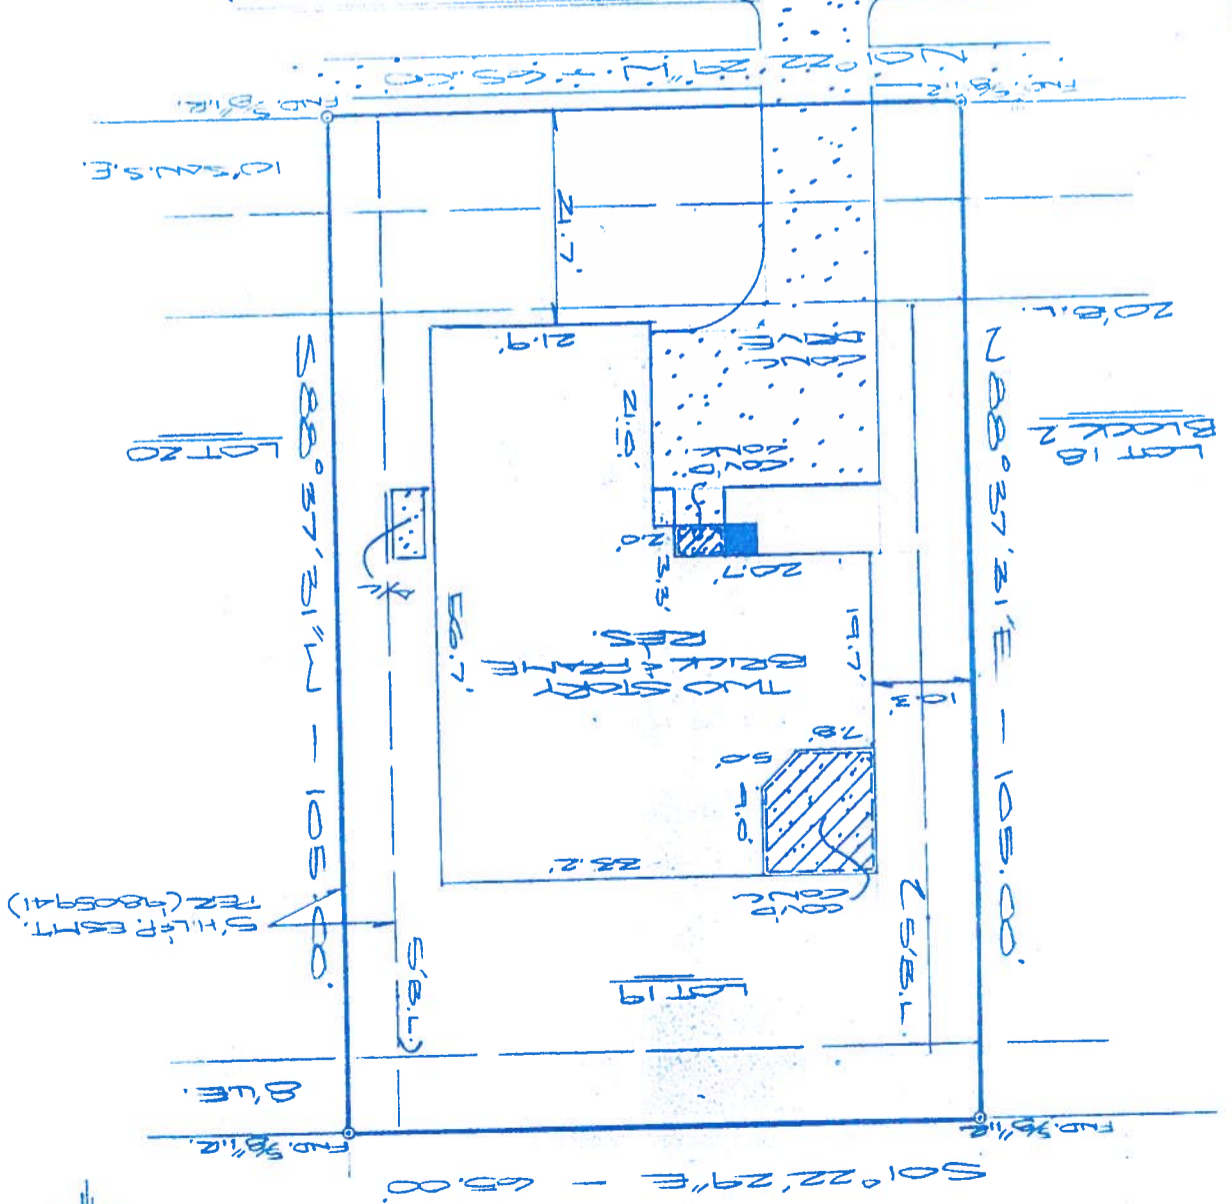 S01°22'29"E - 65.00'
FND. 5/8" I.R.
FND. 5/8" I.R.
8' U.E.
LOT 19
5' B.L.
5' B.L.
5' H.L.&P. ESMT.
PER (9805941)
COV'D
CONC
33.2'
9.0'
5.0'
7.8'
10.3'
19.7'
TWO STORY
BRICK & FRAME
RES.
56.7'
20.7'
3.3'
2.0'
A/C
COV'D
CONC
LOT 18
BLOCK 2
LOT 20
21.0'
CONC
DRIVE
21.9'
20' B.L.
21.7'
10' SAN. S.E.
FND. 5/8" I.R.
FND. 5/8" I.R.
N01°22'29"W - 65.00
N88°37'31"E - 105.00'
S88°37'31"W - 105.00'